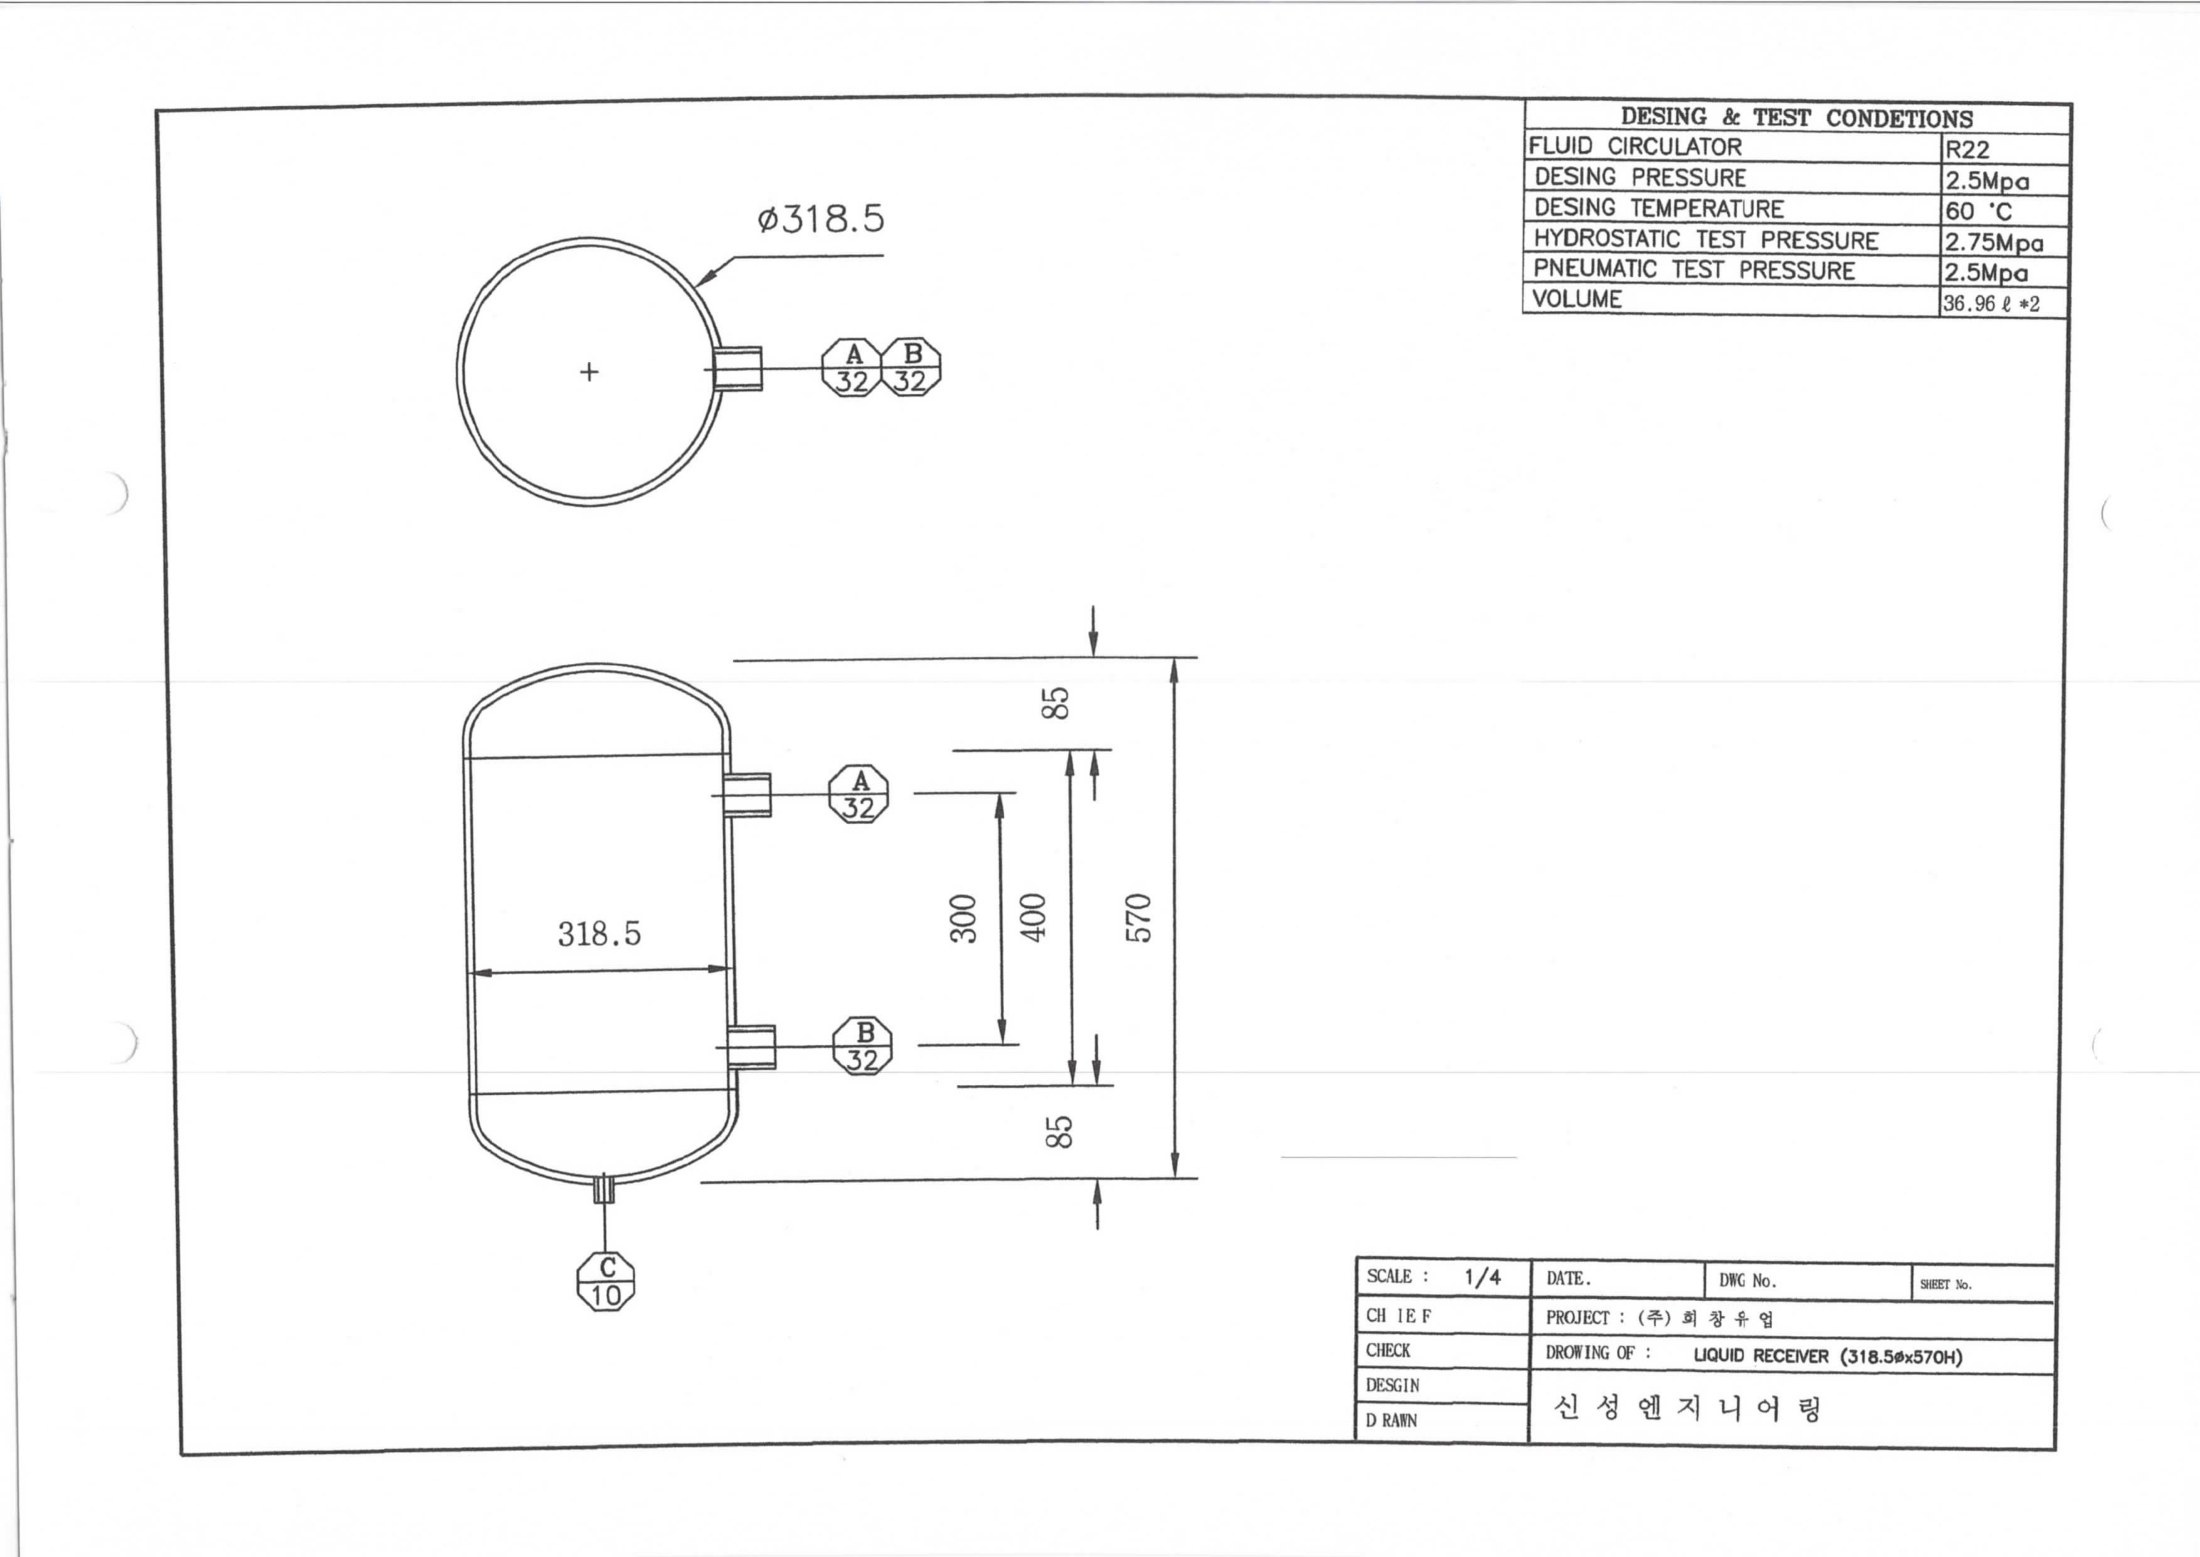 DESING & TEST CONDETIONS
FLUID CIRCULATOR R22
DESING PRESSURE 2.5Mpa
DESING TEMPERATURE 60 °C
HYDROSTATIC TEST PRESSURE 2.75Mpa
PNEUMATIC TEST PRESSURE 2.5Mpa
VOLUME 36.96 ℓ *2
ø318.5
A B
32 32
85
A
32
318.5
300
400
570
B
32
85
C
10
SCALE : 1/4 DATE. DWG No. SHEET No.
CHIEF PROJECT : (주) 희창유업
CHECK DROWING OF : LIQUID RECEIVER (318.5øx570H)
DESGIN
신성엔지니어링
DRAWN